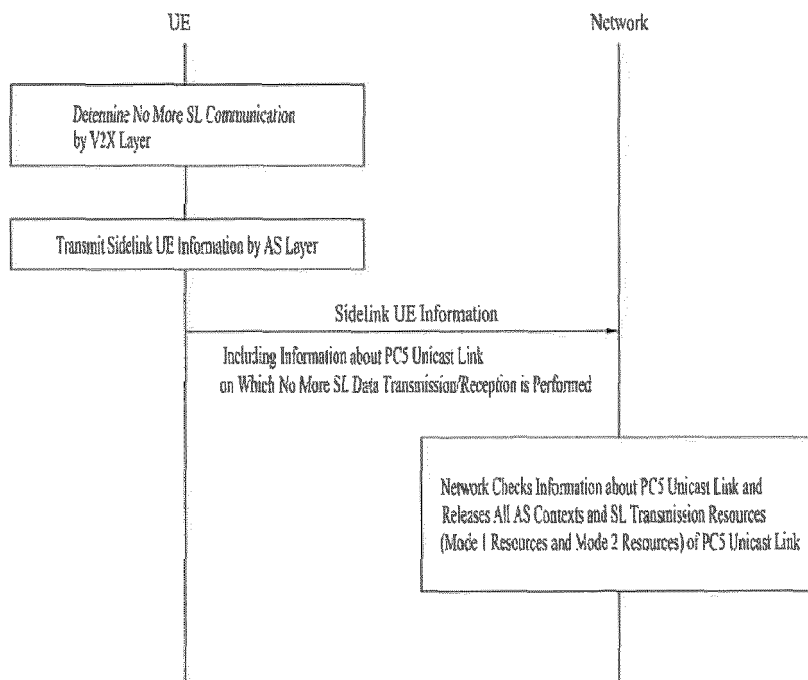 UE
Network
Determine No More SL Communication
by V2X Layer
Transmit Sidelink UE Information by AS Layer
Sidelink UE Information
Including Information about PC5 Unicast Link
on Which No More SL Data Transmission/Reception is Performed
Network Checks Information about PC5 Unicast Link and
Releases All AS Contexts and SL Transmission Resources
(Mode 1 Resources and Mode 2 Resources) of PC5 Unicast Link